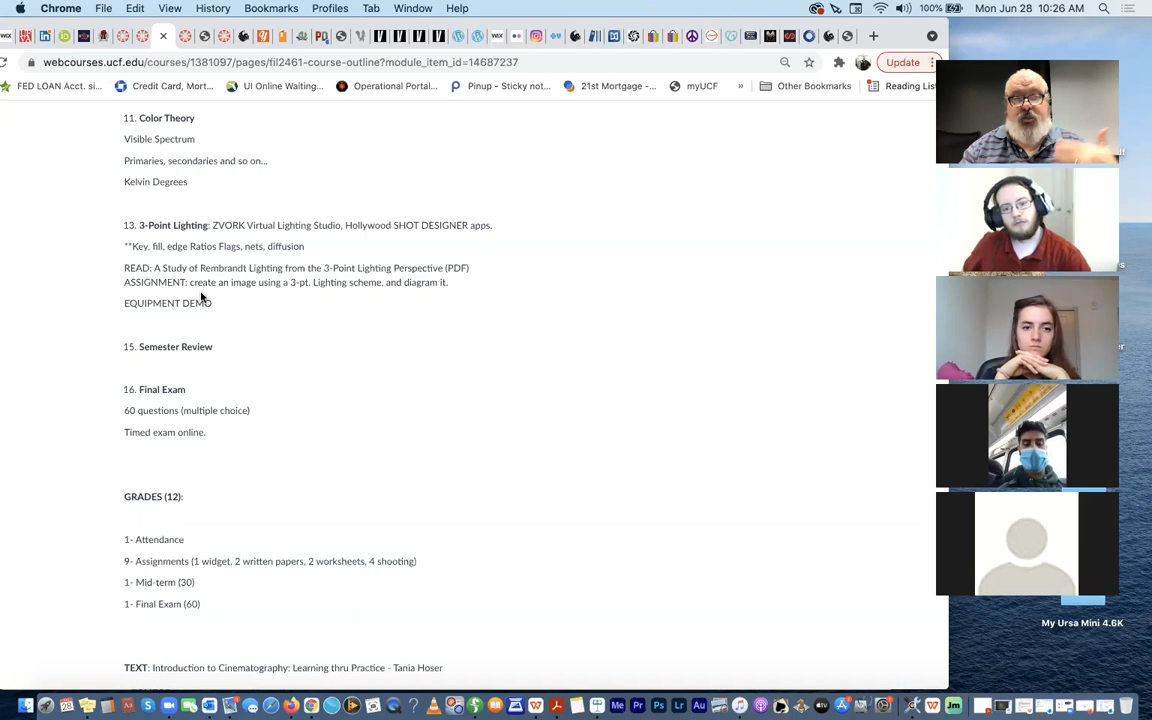 Chrome File Edit View History Bookmarks Profiles Tab Window Help 100% Mon Jun 28 10:26 AM
webcourses.ucf.edu/courses/1381097/pages/fil2461-course-outline?module_item_id=14687237 Update
FED LOAN Acct. si... Credit Card, Mort... UI Online Waiting... Operational Portal... Pinup - Sticky not... 21st Mortgage -... myUCF » Other Bookmarks Reading List
11. Color Theory
Visible Spectrum
Primaries, secondaries and so on...
Kelvin Degrees
13. 3-Point Lighting: ZVORK Virtual Lighting Studio, Hollywood SHOT DESIGNER apps.
**Key, fill, edge Ratios Flags, nets, diffusion
READ: A Study of Rembrandt Lighting from the 3-Point Lighting Perspective (PDF)
ASSIGNMENT: create an image using a 3-pt. Lighting scheme, and diagram it.
EQUIPMENT DEMO
15. Semester Review
16. Final Exam
60 questions (multiple choice)
Timed exam online.
GRADES (12):
1- Attendance
9- Assignments (1 widget, 2 written papers, 2 worksheets, 4 shooting)
1- Mid-term (30)
1- Final Exam (60)
TEXT: Introduction to Cinematography: Learning thru Practice - Tania Hoser
My Ursa Mini 4.6K